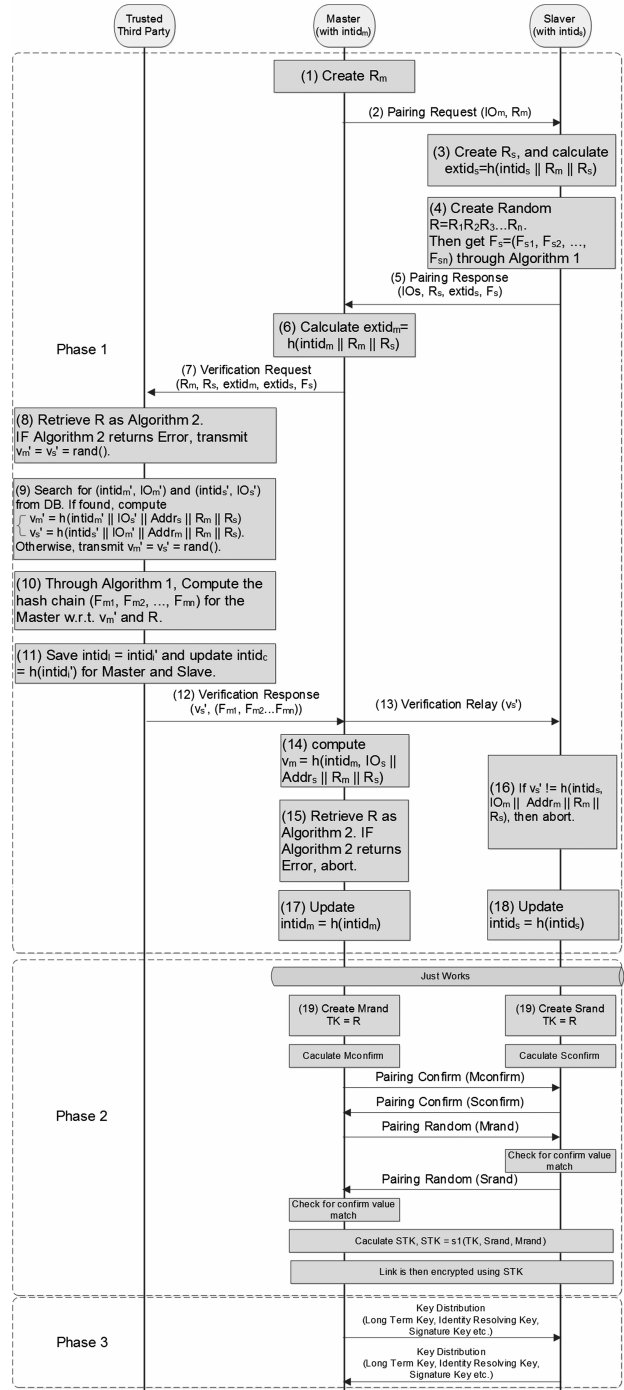 Trusted
Third Party
Master
(with intidm)
Slaver
(with intids)
(1) Create Rm
(2) Pairing Request (IOm, Rm)
(3) Create Rs, and calculate
extids=h(intids || Rm || Rs)
(4) Create Random
R=R1R2R3...Rn.
Then get Fs=(Fs1, Fs2, ...,
Fsn) through Algorithm 1
(5) Pairing Response
(IOs, Rs, extids, Fs)
(6) Calculate extidm=
h(intidm || Rm || Rs)
Phase 1
(7) Verification Request
(Rm, Rs, extidm, extids, Fs)
(8) Retrieve R as Algorithm 2.
IF Algorithm 2 returns Error, transmit
vm' = vs' = rand().
(9) Search for (intidm', IOm') and (intids', IOs')
from DB. If found, compute
vm' = h(intidm' || IOs' || Addrs || Rm || Rs)
vs' = h(intids' || IOm' || Addrm || Rm || Rs).
Otherwise, transmit vm' = vs' = rand().
(10) Through Algorithm 1, Compute the
hash chain (Fm1, Fm2, ..., Fmn) for the
Master w.r.t. vm' and R.
(11) Save intidl = intidi' and update intidc
= h(intidi') for Master and Slave.
(12) Verification Response
(vs', (Fm1, Fm2...Fmn))
(13) Verification Relay (vs')
(14) compute
vm = h(intidm, IOs ||
Addrs || Rm || Rs)
(15) Retrieve R as
Algorithm 2. IF
Algorithm 2 returns
Error, abort.
(16) If vs' != h(intids,
IOm || Addrm || Rm ||
Rs), then abort.
(17) Update
intidm = h(intidm)
(18) Update
intids = h(intids)
Just Works
(19) Create Mrand
TK = R
(19) Create Srand
TK = R
Caculate Mconfirm
Caculate Sconfirm
Pairing Confirm (Mconfirm)
Pairing Confirm (Sconfirm)
Phase 2
Pairing Random (Mrand)
Check for confirm value
match
Pairing Random (Srand)
Check for confirm value
match
Caculate STK, STK = s1(TK, Srand, Mrand)
Link is then encrypted using STK
Key Distribution
(Long Term Key, Identity Resolving Key,
Signature Key etc.)
Phase 3
Key Distribution
(Long Term Key, Identity Resolving Key,
Signature Key etc.)